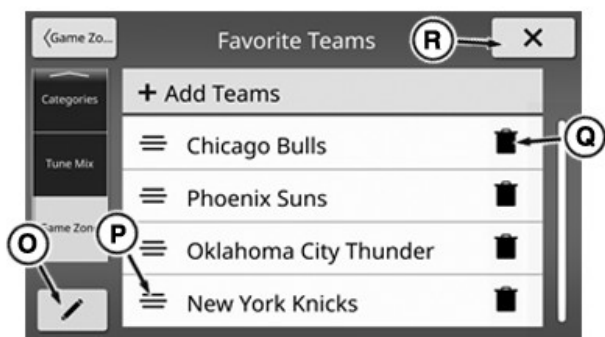 〈Game Zo...
Favorite Teams
R
X
Categories
+ Add Teams
Chicago Bulls
Q
Tune Mix
Phoenix Suns
Game Zon
O
P
Oklahoma City Thunder
New York Knicks